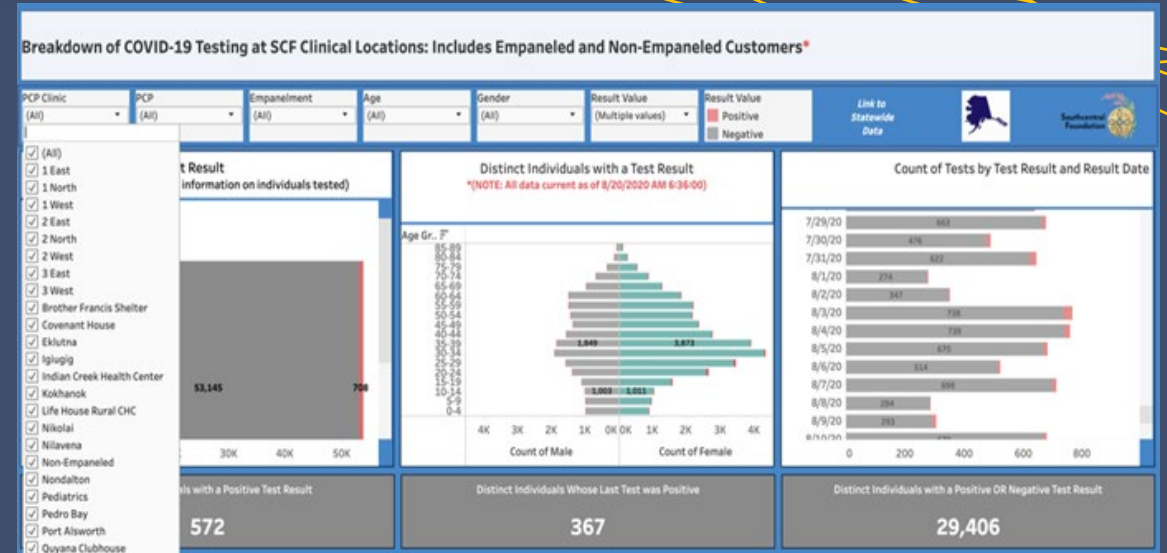 Breakdown of COVID-19 Testing at SCF Clinical Locations: Includes Empaneled and Non-Empaneled Customers*
PCP Clinic
(All)
PCP
(All)
Empanelment
(All)
Age
(All)
Gender
(All)
Result Value
(Multiple values)
Result Value
Positive
Negative
Link to
Statewide
Data
Southcentral
Foundation
(All)
1 East
1 North
1 West
2 East
2 North
2 West
3 East
3 West
Brother Francis Shelter
Covenant House
Eklutna
Igiugig
Indian Creek Health Center
Kokhanok
Life House Rural CHC
Nikolai
Nilavena
Non-Empaneled
Nondalton
Pediatrics
Pedro Bay
Port Alsworth
Quyana Clubhouse
t Result
information on individuals tested)
53,145
708
30K 40K 50K
Distinct Individuals with a Test Result
*(NOTE: All data current as of 8/20/2020 AM 6:36:00)
Age Gr..
85-89
80-84
75-79
70-74
65-69
60-64
55-59
50-54
45-49
40-44
35-39 1,849 3,873
30-34
25-29
20-24
15-19
10-14 1,003 1,011
5-9
0-4
4K 3K 2K 1K 0K 0K 1K 2K 3K 4K
Count of Male Count of Female
Count of Tests by Test Result and Result Date
7/29/20 663
7/30/20 476
7/31/20 622
8/1/20 274
8/2/20 347
8/3/20 738
8/4/20 739
8/5/20 670
8/6/20 514
8/7/20 698
8/8/20 284
8/9/20 293
8/10/20
0 200 400 600 800
ls with a Positive Test Result
572
Distinct Individuals Whose Last Test was Positive
367
Distinct Individuals with a Positive OR Negative Test Result
29,406